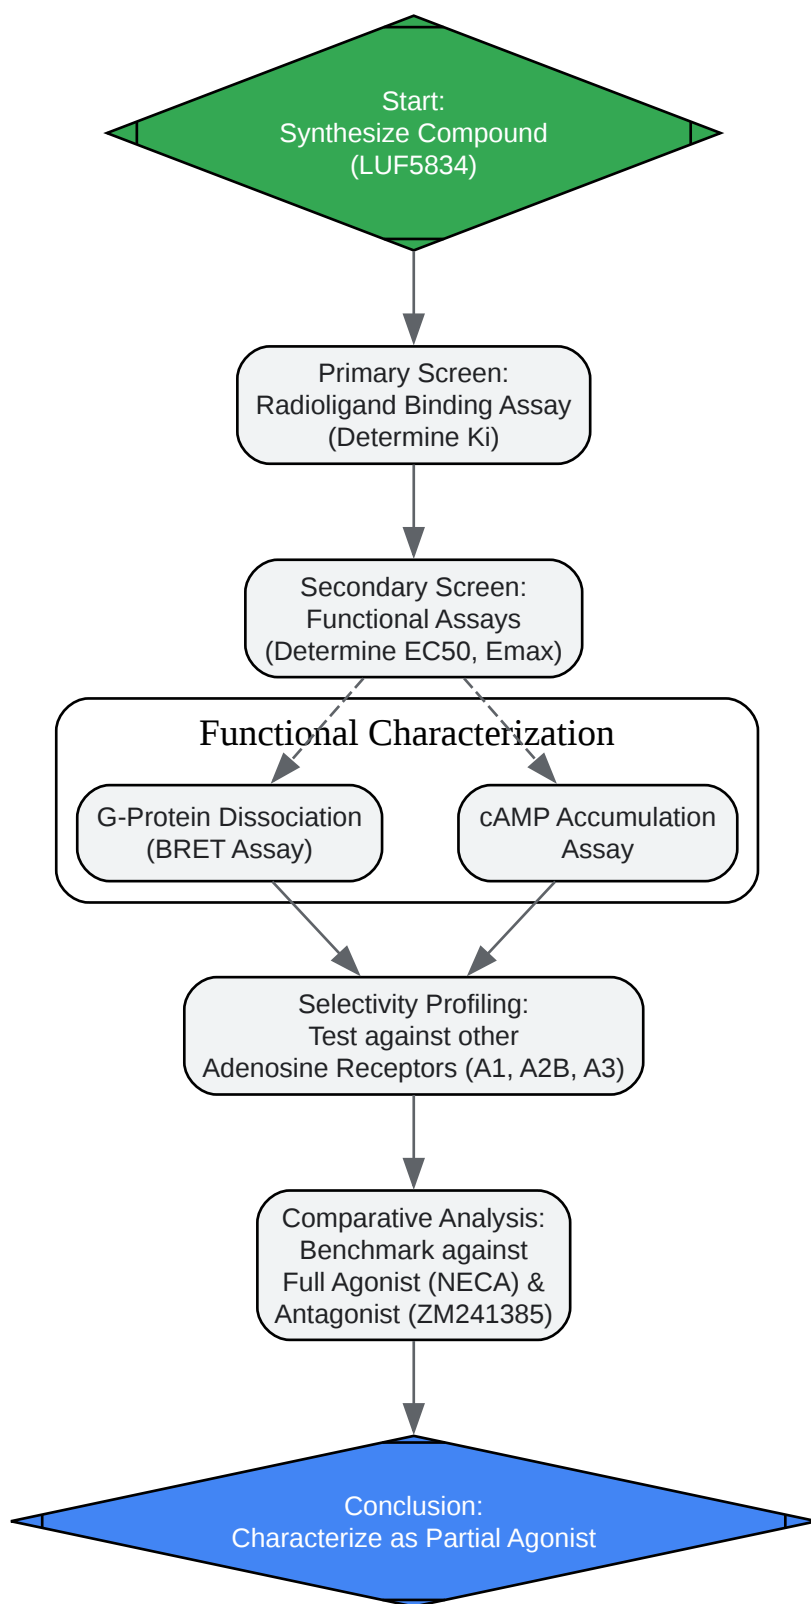 Start:
Synthesize Compound
(LUF5834)
Primary Screen:
Radioligand Binding Assay
(Determine Ki)
Secondary Screen:
Functional Assays
(Determine EC50, Emax)
Functional Characterization
G-Protein Dissociation
(BRET Assay)
cAMP Accumulation
Assay
Selectivity Profiling:
Test against other
Adenosine Receptors (A1, A2B, A3)
Comparative Analysis:
Benchmark against
Full Agonist (NECA) &
Antagonist (ZM241385)
Conclusion:
Characterize as Partial Agonist